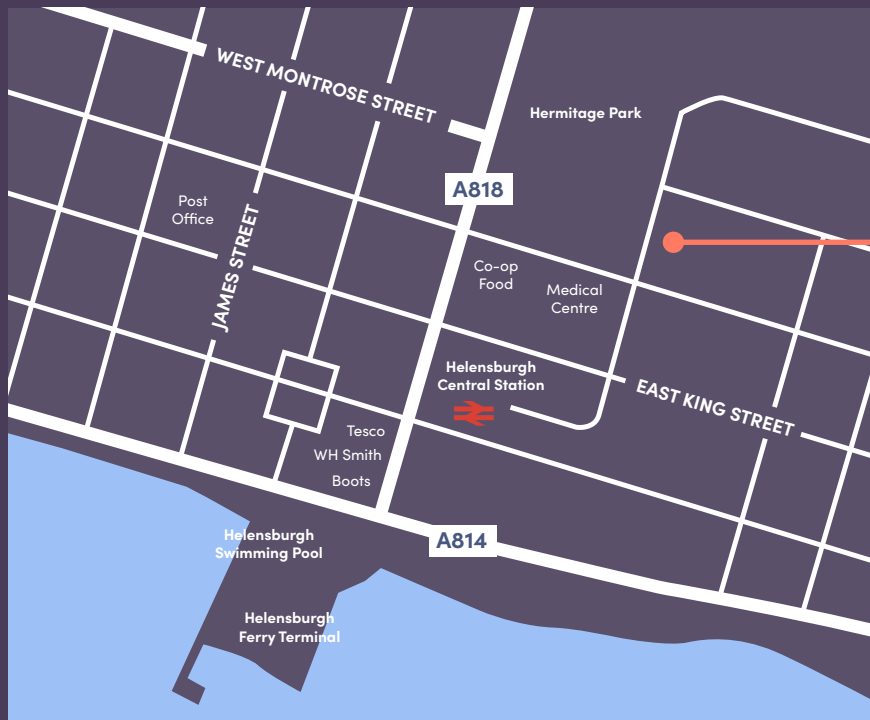 WEST MONTROSE STREET
Hermitage Park
A818
Post
Office
JAMES STREET
Co-op
Food
Medical
Centre
Helensburgh
Central Station
EAST KING STREET
Tesco
WH Smith
Boots
A814
Helensburgh
Swimming Pool
Helensburgh
Ferry Terminal